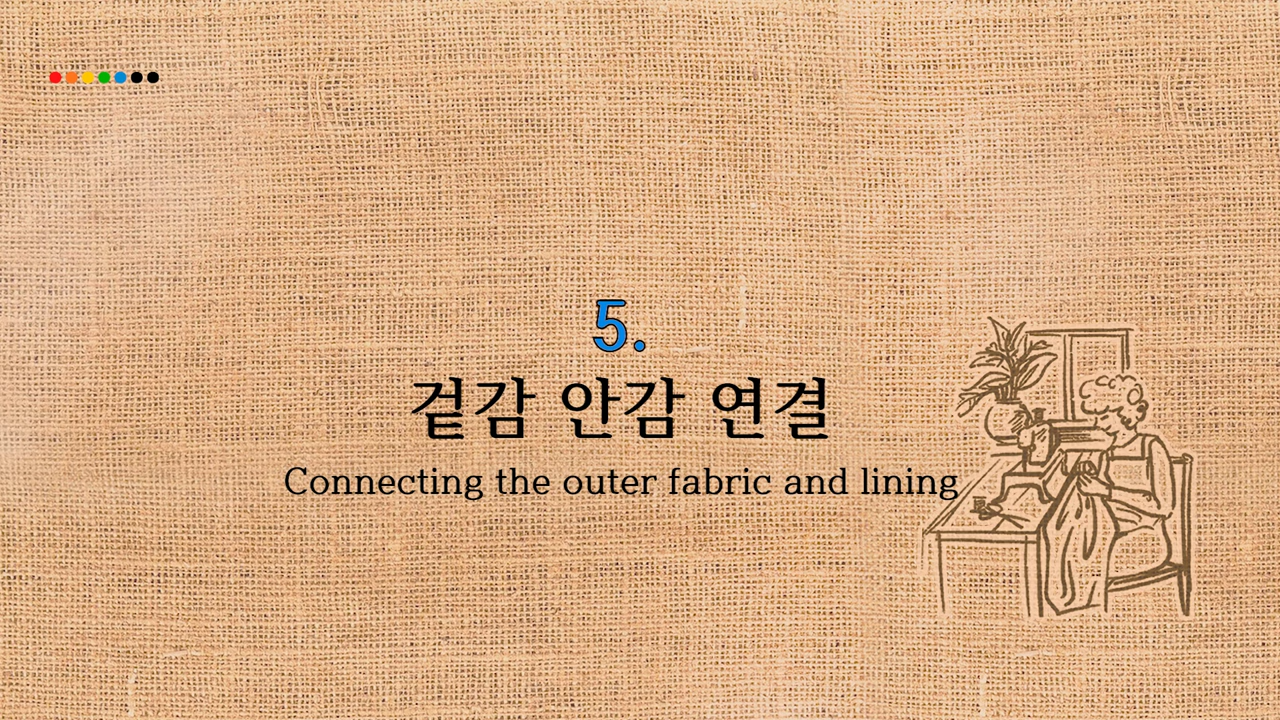 5.
겉감 안감 연결
Connecting the outer fabric and lining